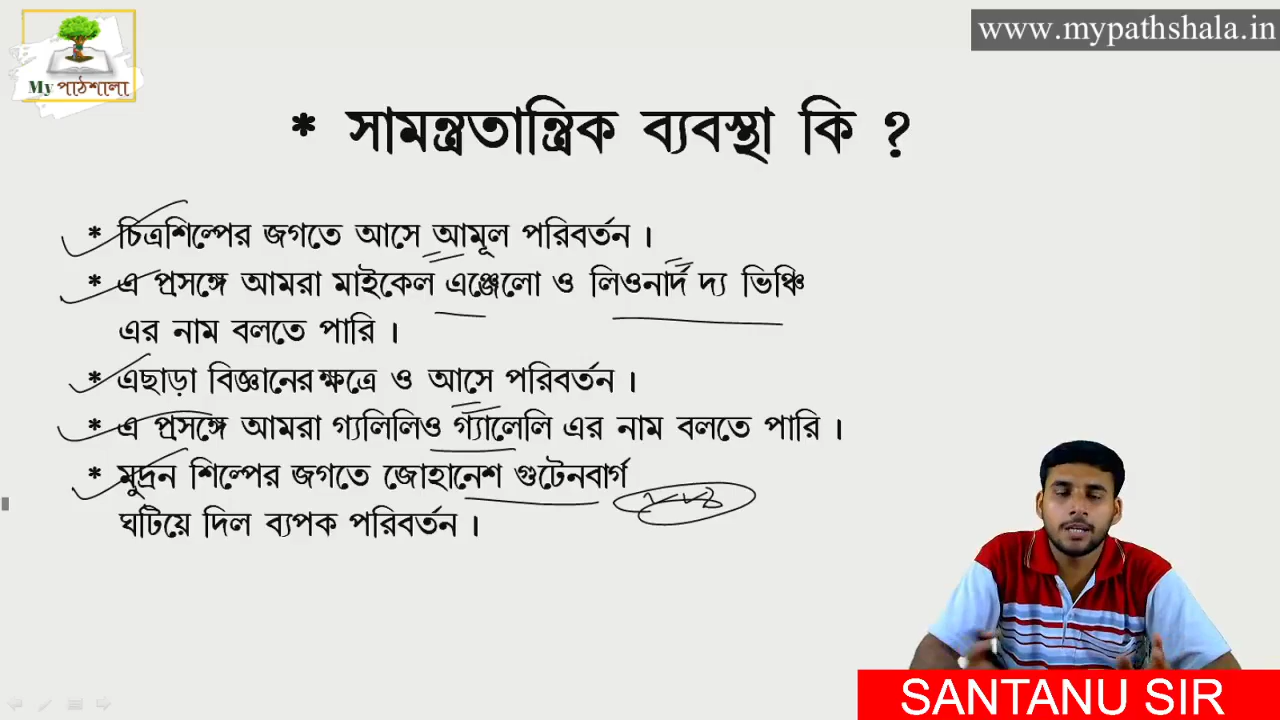 My পাঠশালা
www.mypathshala.in
* সামন্ত্রতান্ত্রিক ব্যবস্থা কি ?
* চিত্রশিল্পের জগতে আসে আমূল পরিবর্তন ।
* এ প্রসঙ্গে আমরা মাইকেল এঞ্জেলো ও লিওনার্দ দ্য ভিঞ্চি
এর নাম বলতে পারি ।
* এছাড়া বিজ্ঞানের ক্ষত্রে ও আসে পরিবর্তন ।
* এ প্রসঙ্গে আমরা গ্যলিলিও গ্যালেলি এর নাম বলতে পারি ।
* মুদ্রন শিল্পের জগতে জোহানেশ গুটেনবার্গ
ঘটিয়ে দিল ব্যপক পরিবর্তন ।
SANTANU SIR